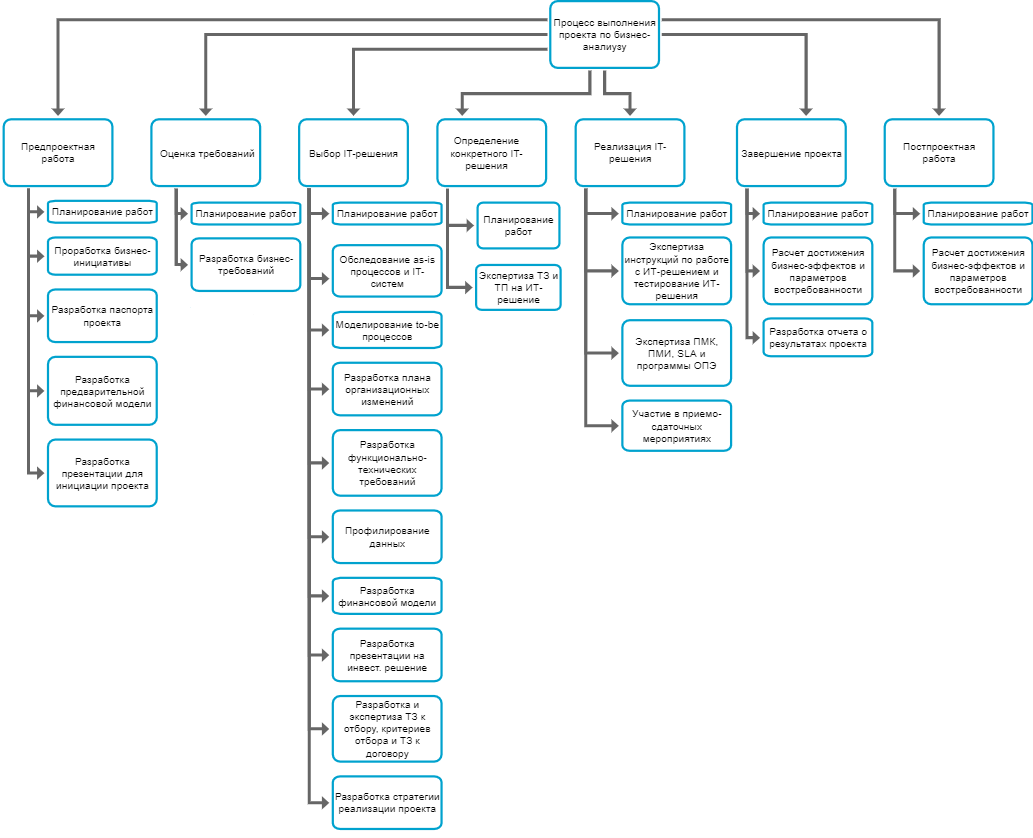 Процесс выполнения
проекта по бизнес-
аналиузу
Предпроектная
работа
Оценка требований
Выбор IT-решения
Определение
конкретного IT-
решения
Реализация IT-
решения
Завершение проекта
Постпроектная
работа
Планирование работ
Проработка бизнес-
инициативы
Разработка паспорта
проекта
Разработка
предварительной
финансовой модели
Разработка
презентации для
инициации проекта
Планирование работ
Разработка бизнес-
требований
Планирование работ
Обследование as-is
процессов и IT-
систем
Моделирование to-be
процессов
Разработка плана
организационных
изменений
Разработка
функционально-
технических
требований
Профилирование
данных
Разработка
финансовой модели
Разработка
презентации на
инвест. решение
Разработка и
экспертиза ТЗ к
отбору, критериев
отбора и ТЗ к
договору
Разработка стратегии
реализации проекта
Планирование
работ
Экспертиза ТЗ и
ТП на ИТ-
решение
Планирование работ
Экспертиза
инструкций по работе
с ИТ-решением и
тестирование ИТ-
решения
Экспертиза ПМК,
ПМИ, SLA и
программы ОПЭ
Участие в приемо-
сдаточных
мероприятиях
Планирование работ
Расчет достижения
бизнес-эффектов и
параметров
востребованности
Разработка отчета о
результатах проекта
Планирование работ
Расчет достижения
бизнес-эффектов и
параметров
востребованности